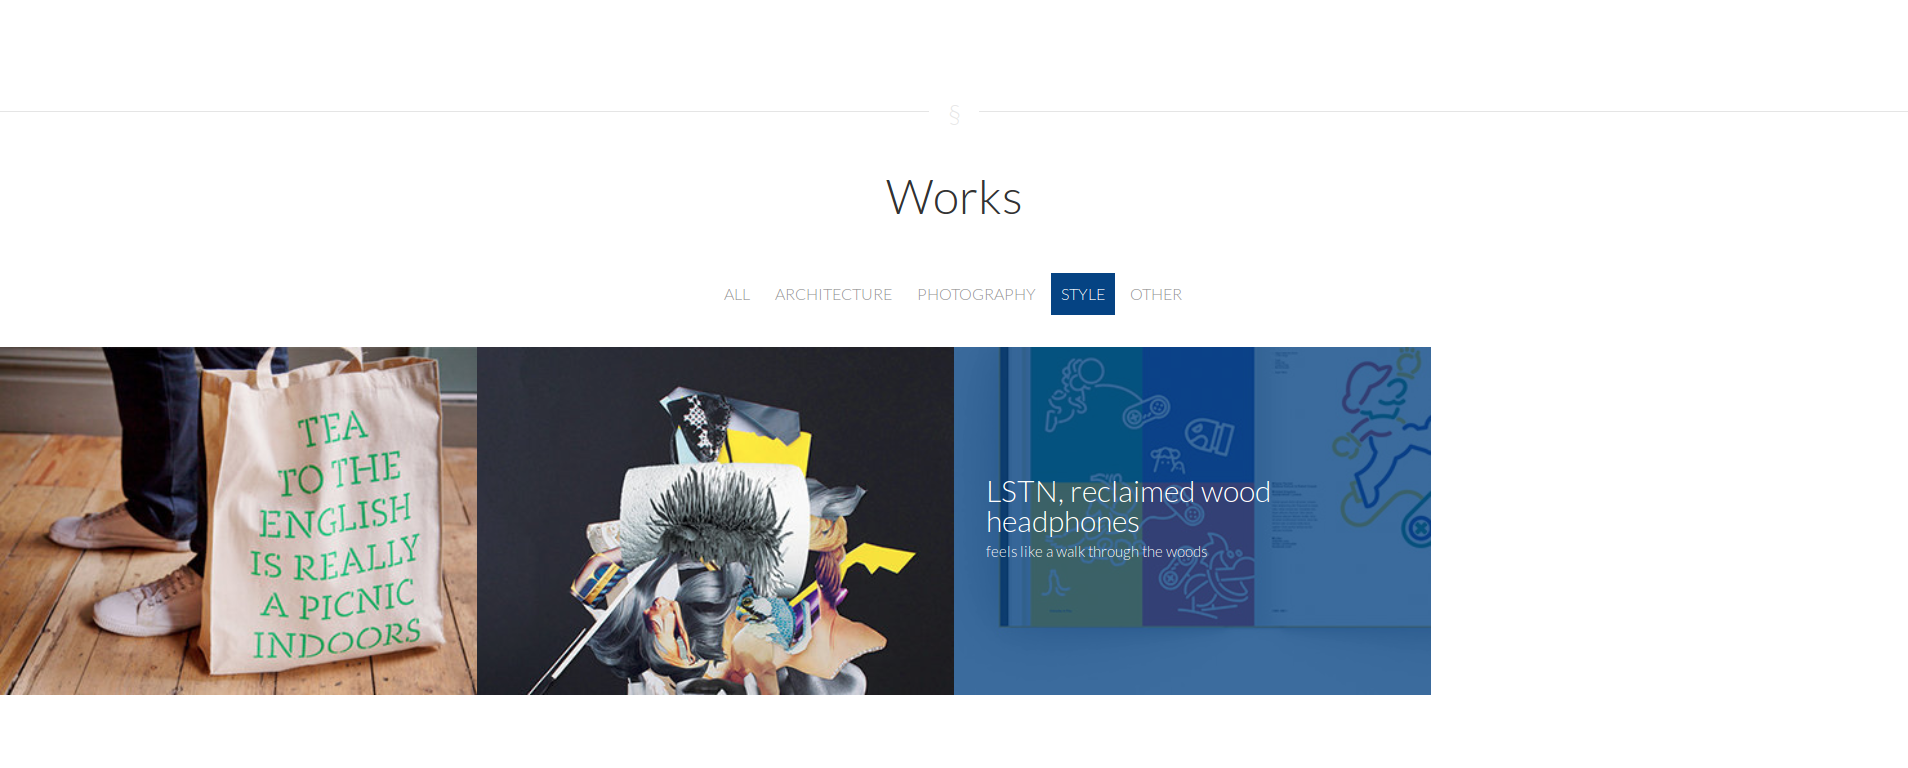 §
Works
ALL ARCHITECTURE PHOTOGRAPHY STYLE OTHER
TEA
TO THE
ENGLISH
IS REALLY
A PICNIC
INDOORS
LSTN, reclaimed wood
headphones
feels like a walk through the woods